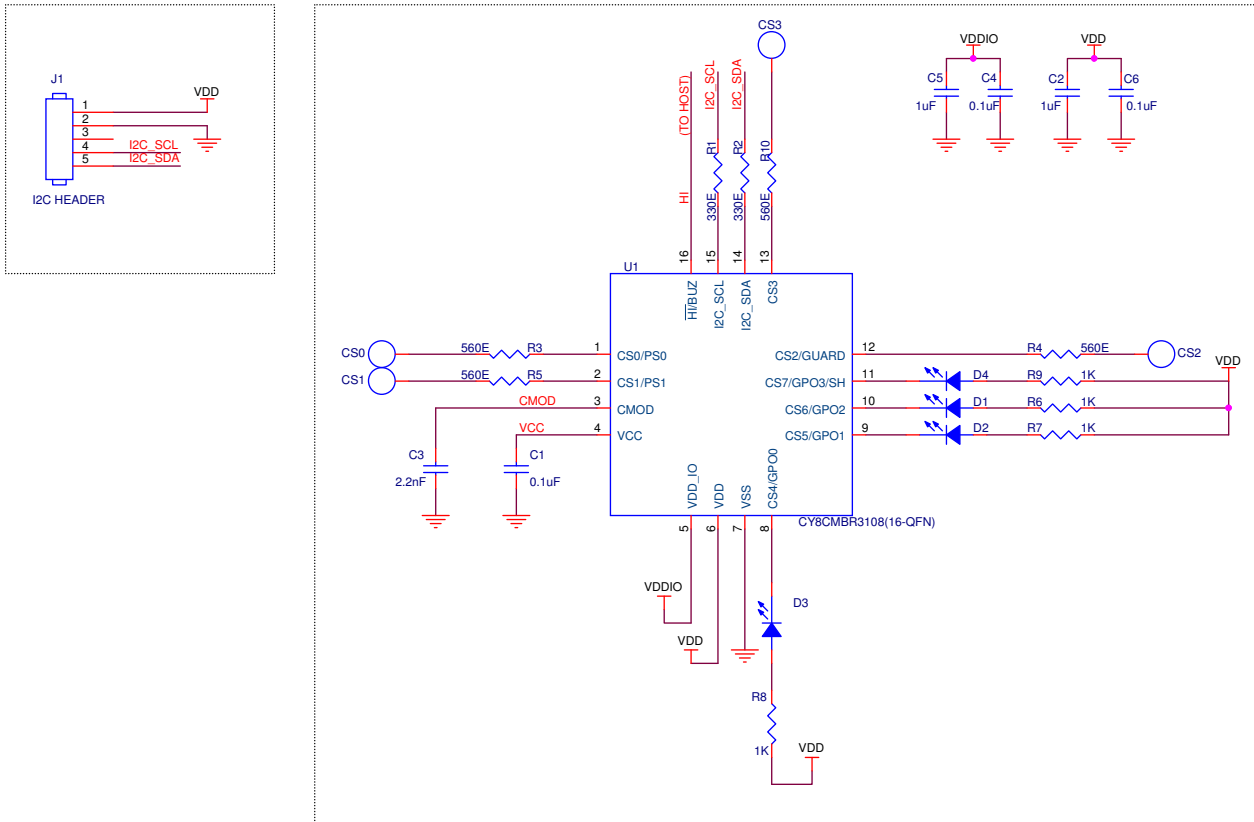 J1
1
2
3
4
5
VDD
I2C_SCL
I2C_SDA
I2C HEADER
CS3
VDDIO
C5
1uF
C4
0.1uF
VDD
C2
1uF
C6
0.1uF
(TO HOST)
HI
I2C_SCL
R1
330E
I2C_SDA
R2
330E
R10
560E
16
15
14
13
U1
HI/BUZ
I2C_SCL
I2C_SDA
CS3
CS0
560E
R3
1
CS0/PS0
CS1
560E
R5
2
CS1/PS1
CMOD
3
CMOD
VCC
4
VCC
C3
2.2nF
C1
0.1uF
CS2/GUARD
12
R4
560E
CS2
VDD
CS7/GPO3/SH
11
D4
R9
1K
CS6/GPO2
10
D1
R6
1K
CS5/GPO1
9
D2
R7
1K
VDD_IO
VDD
VSS
CS4/GPO0
5
6
7
8
CY8CMBR3108(16-QFN)
VDDIO
VDD
D3
R8
1K
VDD